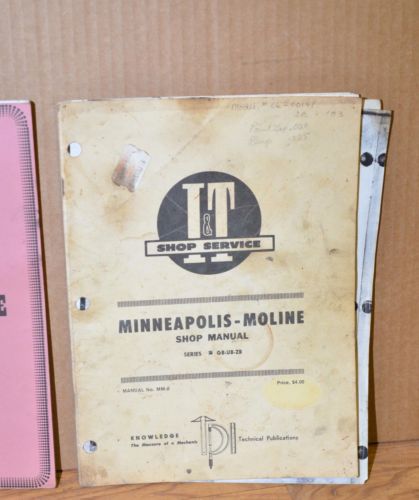 I&T
SHOP SERVICE
MINNEAPOLIS-MOLINE
SHOP MANUAL
SERIES ■ GB-UB-ZB
MANUAL No. MM-8
Price, $4.00
KNOWLEDGE
The Measure of a Mechanic
Technical Publications
E